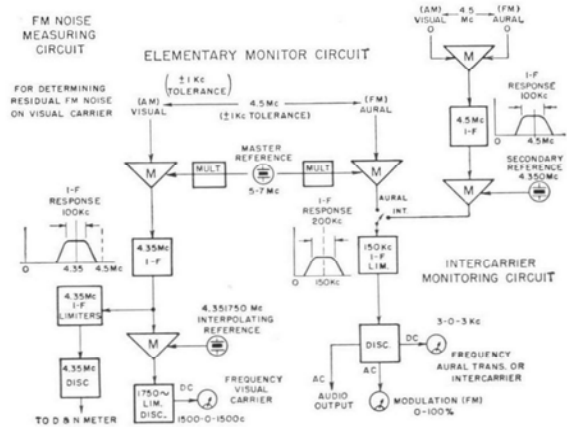 FM NOISE
MEASURING
CIRCUIT
FOR DETERMINING
RESIDUAL FM NOISE
ON VISUAL CARRIER
ELEMENTARY MONITOR CIRCUIT
(±1 Kc
TOLERANCE)
(AM)
VISUAL
4.5 Mc
(±1Kc TOLERANCE)
(FM)
AURAL
(AM)
VISUAL
O
4.5
Mc
(FM)
AURAL
O
M
4.5Mc
I-F
I-F
RESPONSE
100Kc
O
4.5Mc
SECONDARY
REFERENCE
4.350Mc
M
M
MULT
MASTER
REFERENCE
5-7 Mc
MULT
M
AURAL
INT.
I-F
RESPONSE
100Kc
O
4.35
4.5Mc
4.35Mc
I-F
I-F
RESPONSE
200Kc
O
150Kc
150Kc
I-F
LIM.
INTERCARRIER
MONITORING CIRCUIT
4.35Mc
I-F
LIMITERS
4.351750 Mc
INTERPOLATING
REFERENCE
M
4.35Mc
DISC
TO D & N METER
1750~
LIM.
DISC.
DC
FREQUENCY
VISUAL
CARRIER
1500-0-1500c
3-0-3 Kc
DISC.
DC
FREQUENCY
AURAL TRANS. OR
INTERCARRIER
AC
AUDIO
OUTPUT
AC
MODULATION (FM)
0-100%